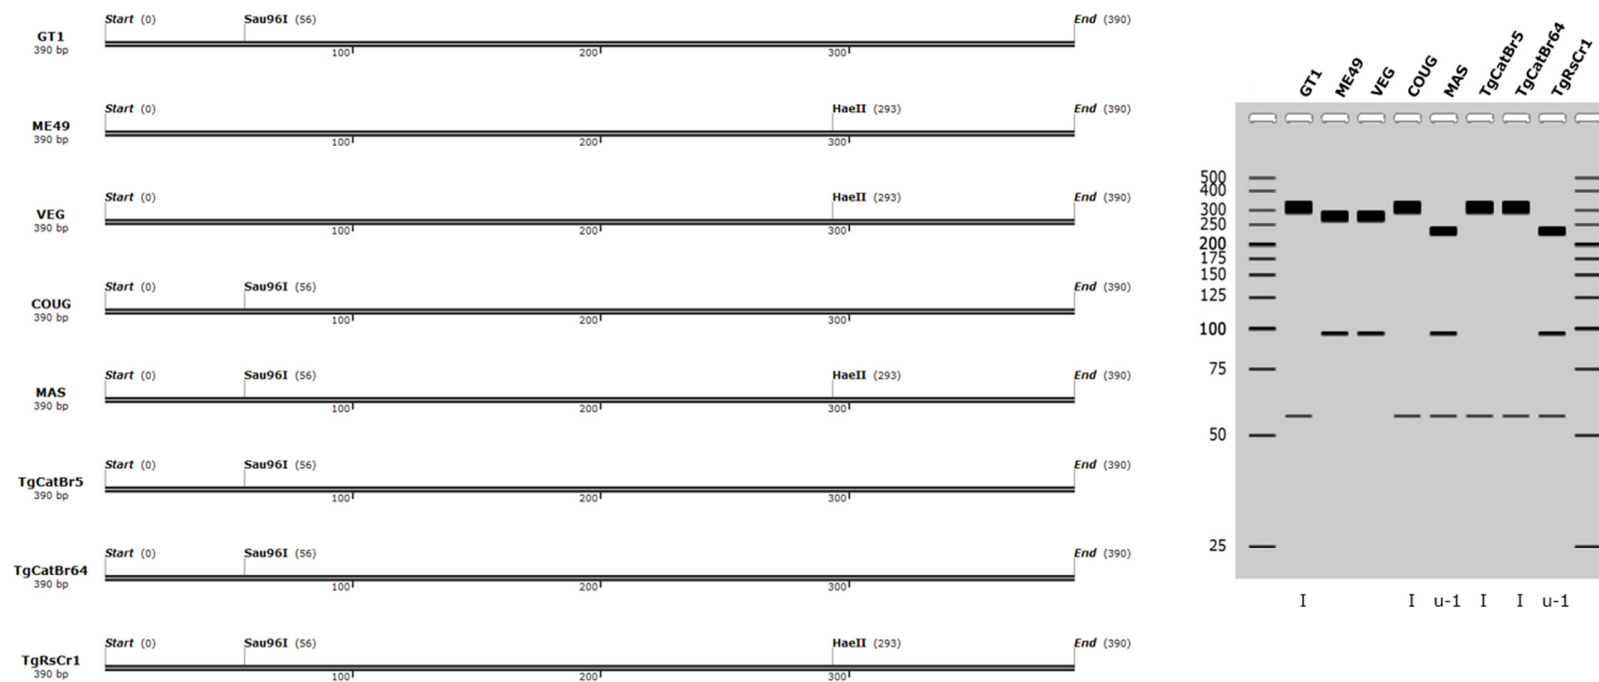 Start (0) Sau96I (56) End (390)
GT1
390 bp
100 200 300
Start (0) HaeII (293) End (390)
ME49
390 bp
100 200 300
Start (0) HaeII (293) End (390)
VEG
390 bp
100 200 300
Start (0) Sau96I (56) End (390)
COUG
390 bp
100 200 300
Start (0) Sau96I (56) HaeII (293) End (390)
MAS
390 bp
100 200 300
Start (0) Sau96I (56) End (390)
TgCatBr5
390 bp
100 200 300
Start (0) Sau96I (56) End (390)
TgCatBr64
390 bp
100 200 300
Start (0) Sau96I (56) HaeII (293) End (390)
TgRsCr1
390 bp
100 200 300
GT1 ME49 VEG COUG MAS TgCatBr5 TgCatBr64 TgRsCr1
500
400
300
250
200
175
150
125
100
75
50
25
I I u-1 I I u-1